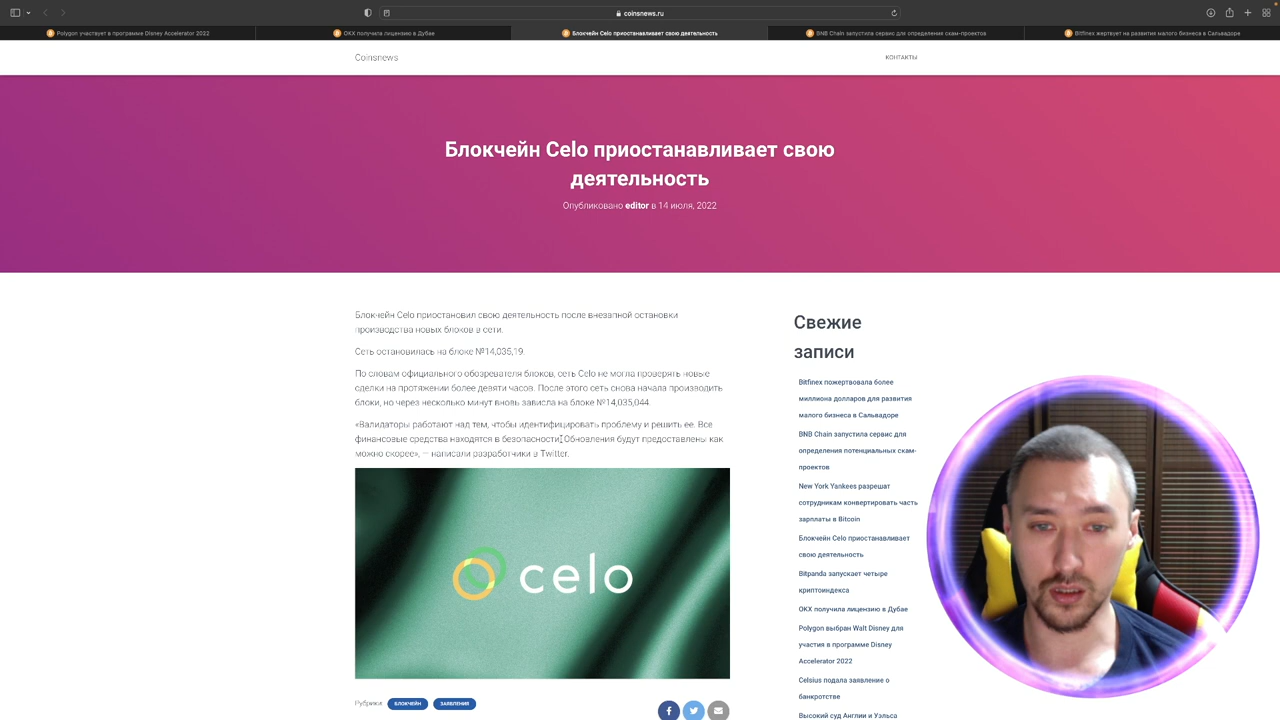 coinsnews.ru
Polygon участвует в программе Disney Accelerator 2022
OKX получила лицензию в Дубае
Блокчейн Celo приостанавливает свою деятельность
BNB Chain запустила сервис для определения скам-проектов
Bitfinex жертвует на развития малого бизнеса в Сальвадоре
Coinsnews
КОНТАКТЫ
Блокчейн Celo приостанавливает свою
деятельность
Опубликовано editor в 14 июля, 2022
Блокчейн Celo приостановил свою деятельность после внезапной остановки
производства новых блоков в сети.
Сеть остановилась на блоке №14,035,19.
По словам официального обозревателя блоков, сеть Celo не могла проверять новые
сделки на протяжении более девяти часов. После этого сеть снова начала производить
блоки, но через несколько минут вновь зависла на блоке №14,035,044.
«Валидаторы работают над тем, чтобы идентифицировать проблему и решить ее. Все
финансовые средства находятся в безопасности. Обновления будут предоставлены как
можно скорее», — написали разработчики в Twitter.
celo
Рубрики
БЛОКЧЕЙН
ЗАЯВЛЕНИЯ
Свежие
записи
Bitfinex пожертвовала более
миллиона долларов для развития
малого бизнеса в Сальвадоре
BNB Chain запустила сервис для
определения потенциальных скам-
проектов
New York Yankees разрешат
сотрудникам конвертировать часть
зарплаты в Bitcoin
Блокчейн Celo приостанавливает
свою деятельность
Bitpanda запускает четыре
криптоиндекса
OKX получила лицензию в Дубае
Polygon выбран Walt Disney для
участия в программе Disney
Accelerator 2022
Celsius подала заявление о
банкротстве
Высокий суд Англии и Уэльса